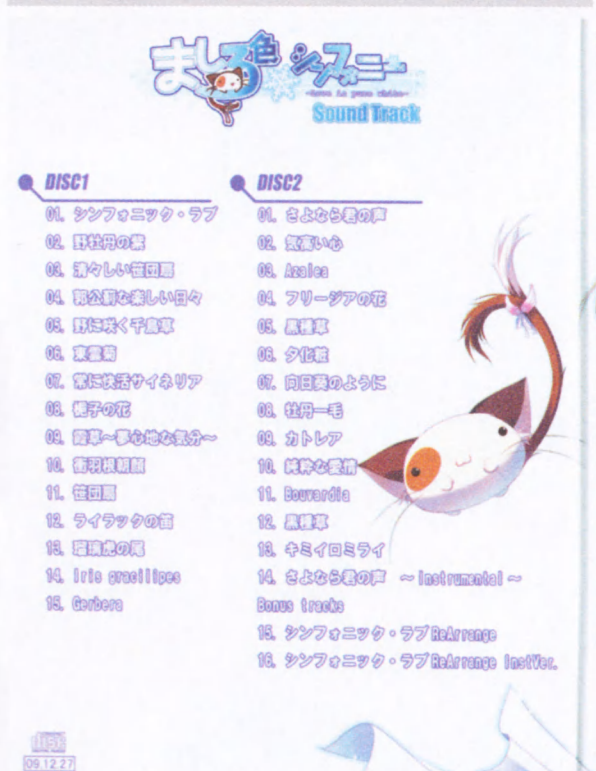 ましろ色シンフォニー
-Love is pure white-
Sound Track
DISC1
01. シンフォニック・ラブ
02. 野牡丹の紫
03. 清々しい笹団扇
04. 郭公薊な楽しい日々
05. 野に咲く千鳥草
06. 東雲菊
07. 常に快活サイネリア
08. 梔子の花
09. 露草～夢心地な気分～
10. 衝羽根朝顔
11. 笹団扇
12. ライラックの笛
13. 瑠璃虎の尾
14. Iris gracilipes
15. Gerbera
DISC2
01. さよなら君の声
02. 気高い心
03. Azalea
04. フリージアの花
05. 黒種草
06. 夕化粧
07. 向日葵のように
08. 牡丹一毛
09. カトレア
10. 純粋な愛情
11. Bouvardia
12. 黒種草
13. キミイロミライ
14. さよなら君の声 ～Instrumental～
Bonus tracks
15. シンフォニック・ラブ ReArrange
16. シンフォニック・ラブ ReArrange InstVer.
09.12.27